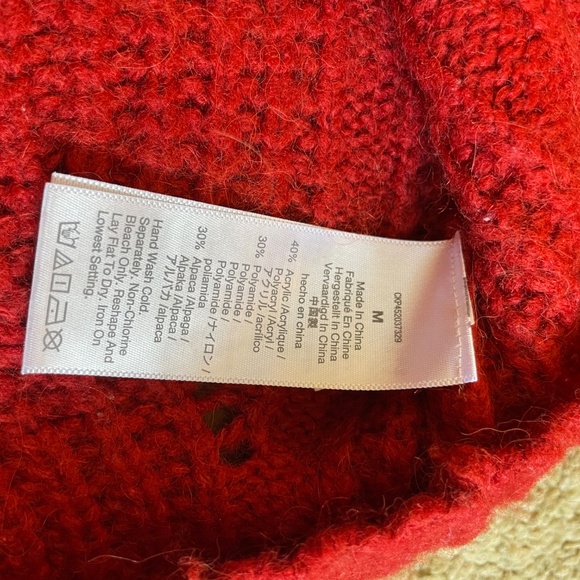 DKP4S2037T329
M
Made In China
Fabriqué En Chine
Hergestellt In China
Vervaardigd In China
中国製
hecho en china
40% Acrylic /Acrylique /
Polyacryl /Acryl /
アクリル /acrílico
30% Polyamide /
Polyamide /
Polyamide /
Polyamide /ナイロン /
poliamida
30% Alpaca /Alpaga /
Alpaka /Alpaca /
アルパカ /alpaca
Hand Wash Cold.
Separately. Non-Chlorine
Bleach Only. Reshape And
Lay Flat To Dry. Iron On
Lowest Setting.